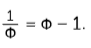 1/Φ = Φ − 1.